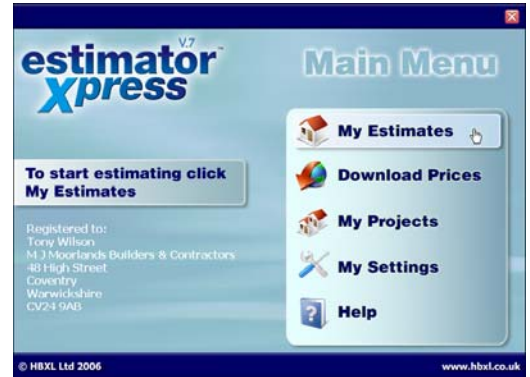 V.7
estimator™
xpress
Main Menu
My Estimates
Download Prices
My Projects
My Settings
Help
To start estimating click
My Estimates
Registered to:
Tony Wilson
M J Moorlands Builders & Contractors
48 High Street
Coventry
Warwickshire
CV24 9AB
© HBXL Ltd 2006
www.hbxl.co.uk